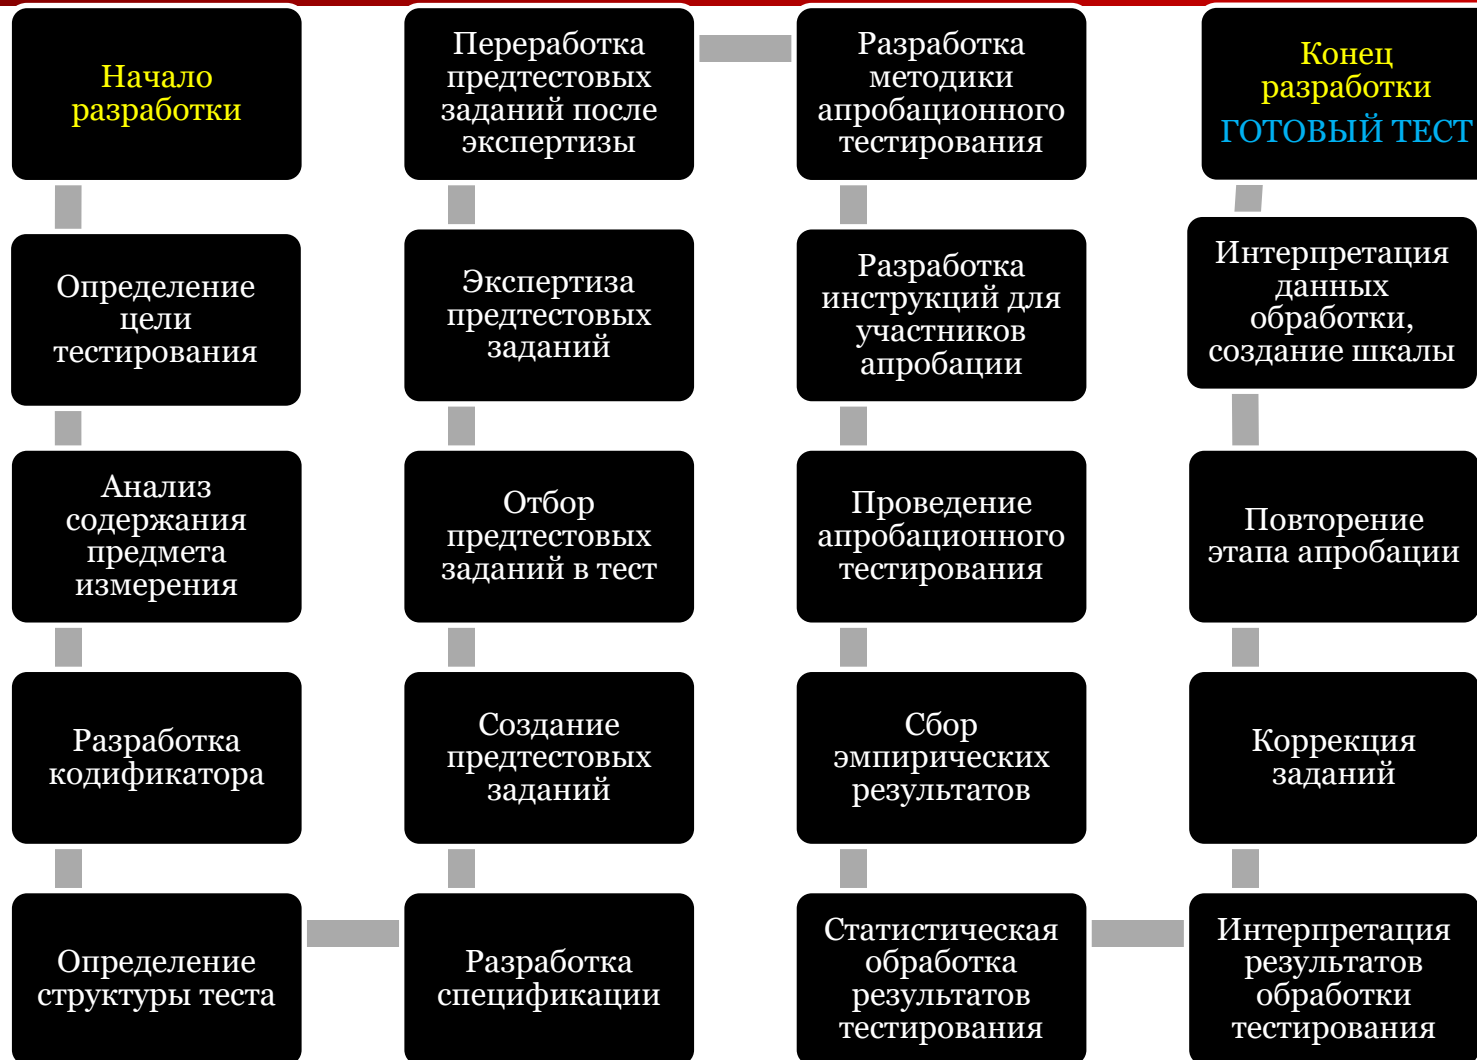 Начало
разработки
Определение
цели
тестирования
Анализ
содержания
предмета
измерения
Разработка
кодификатора
Определение
структуры теста
Разработка
спецификации
Создание
предтестовых
заданий
Отбор
предтестовых
заданий в тест
Экспертиза
предтестовых
заданий
Переработка
предтестовых
заданий после
экспертизы
Разработка
методики
апробационного
тестирования
Разработка
инструкций для
участников
апробации
Проведение
апробационного
тестирования
Сбор
эмпирических
результатов
Статистическая
обработка
результатов
тестирования
Интерпретация
результатов
обработки
тестирования
Коррекция
заданий
Повторение
этапа апробации
Интерпретация
данных
обработки,
создание шкалы
Конец
разработки
ГОТОВЫЙ ТЕСТ